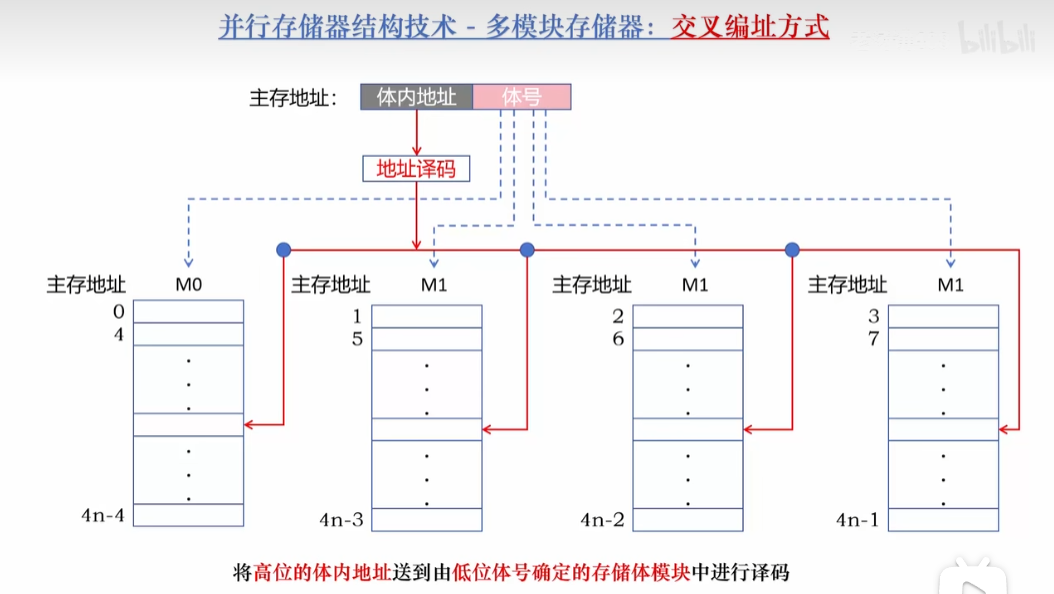 并行存储器结构技术 - 多模块存储器：交叉编址方式
bilibili
主存地址： 体内地址 体号
地址译码
主存地址 M0 主存地址 M1 主存地址 M1 主存地址 M1
0 1 2 3
4 5 6 7
4n-4 4n-3 4n-2 4n-1
将高位的体内地址送到由低位体号确定的存储体模块中进行译码